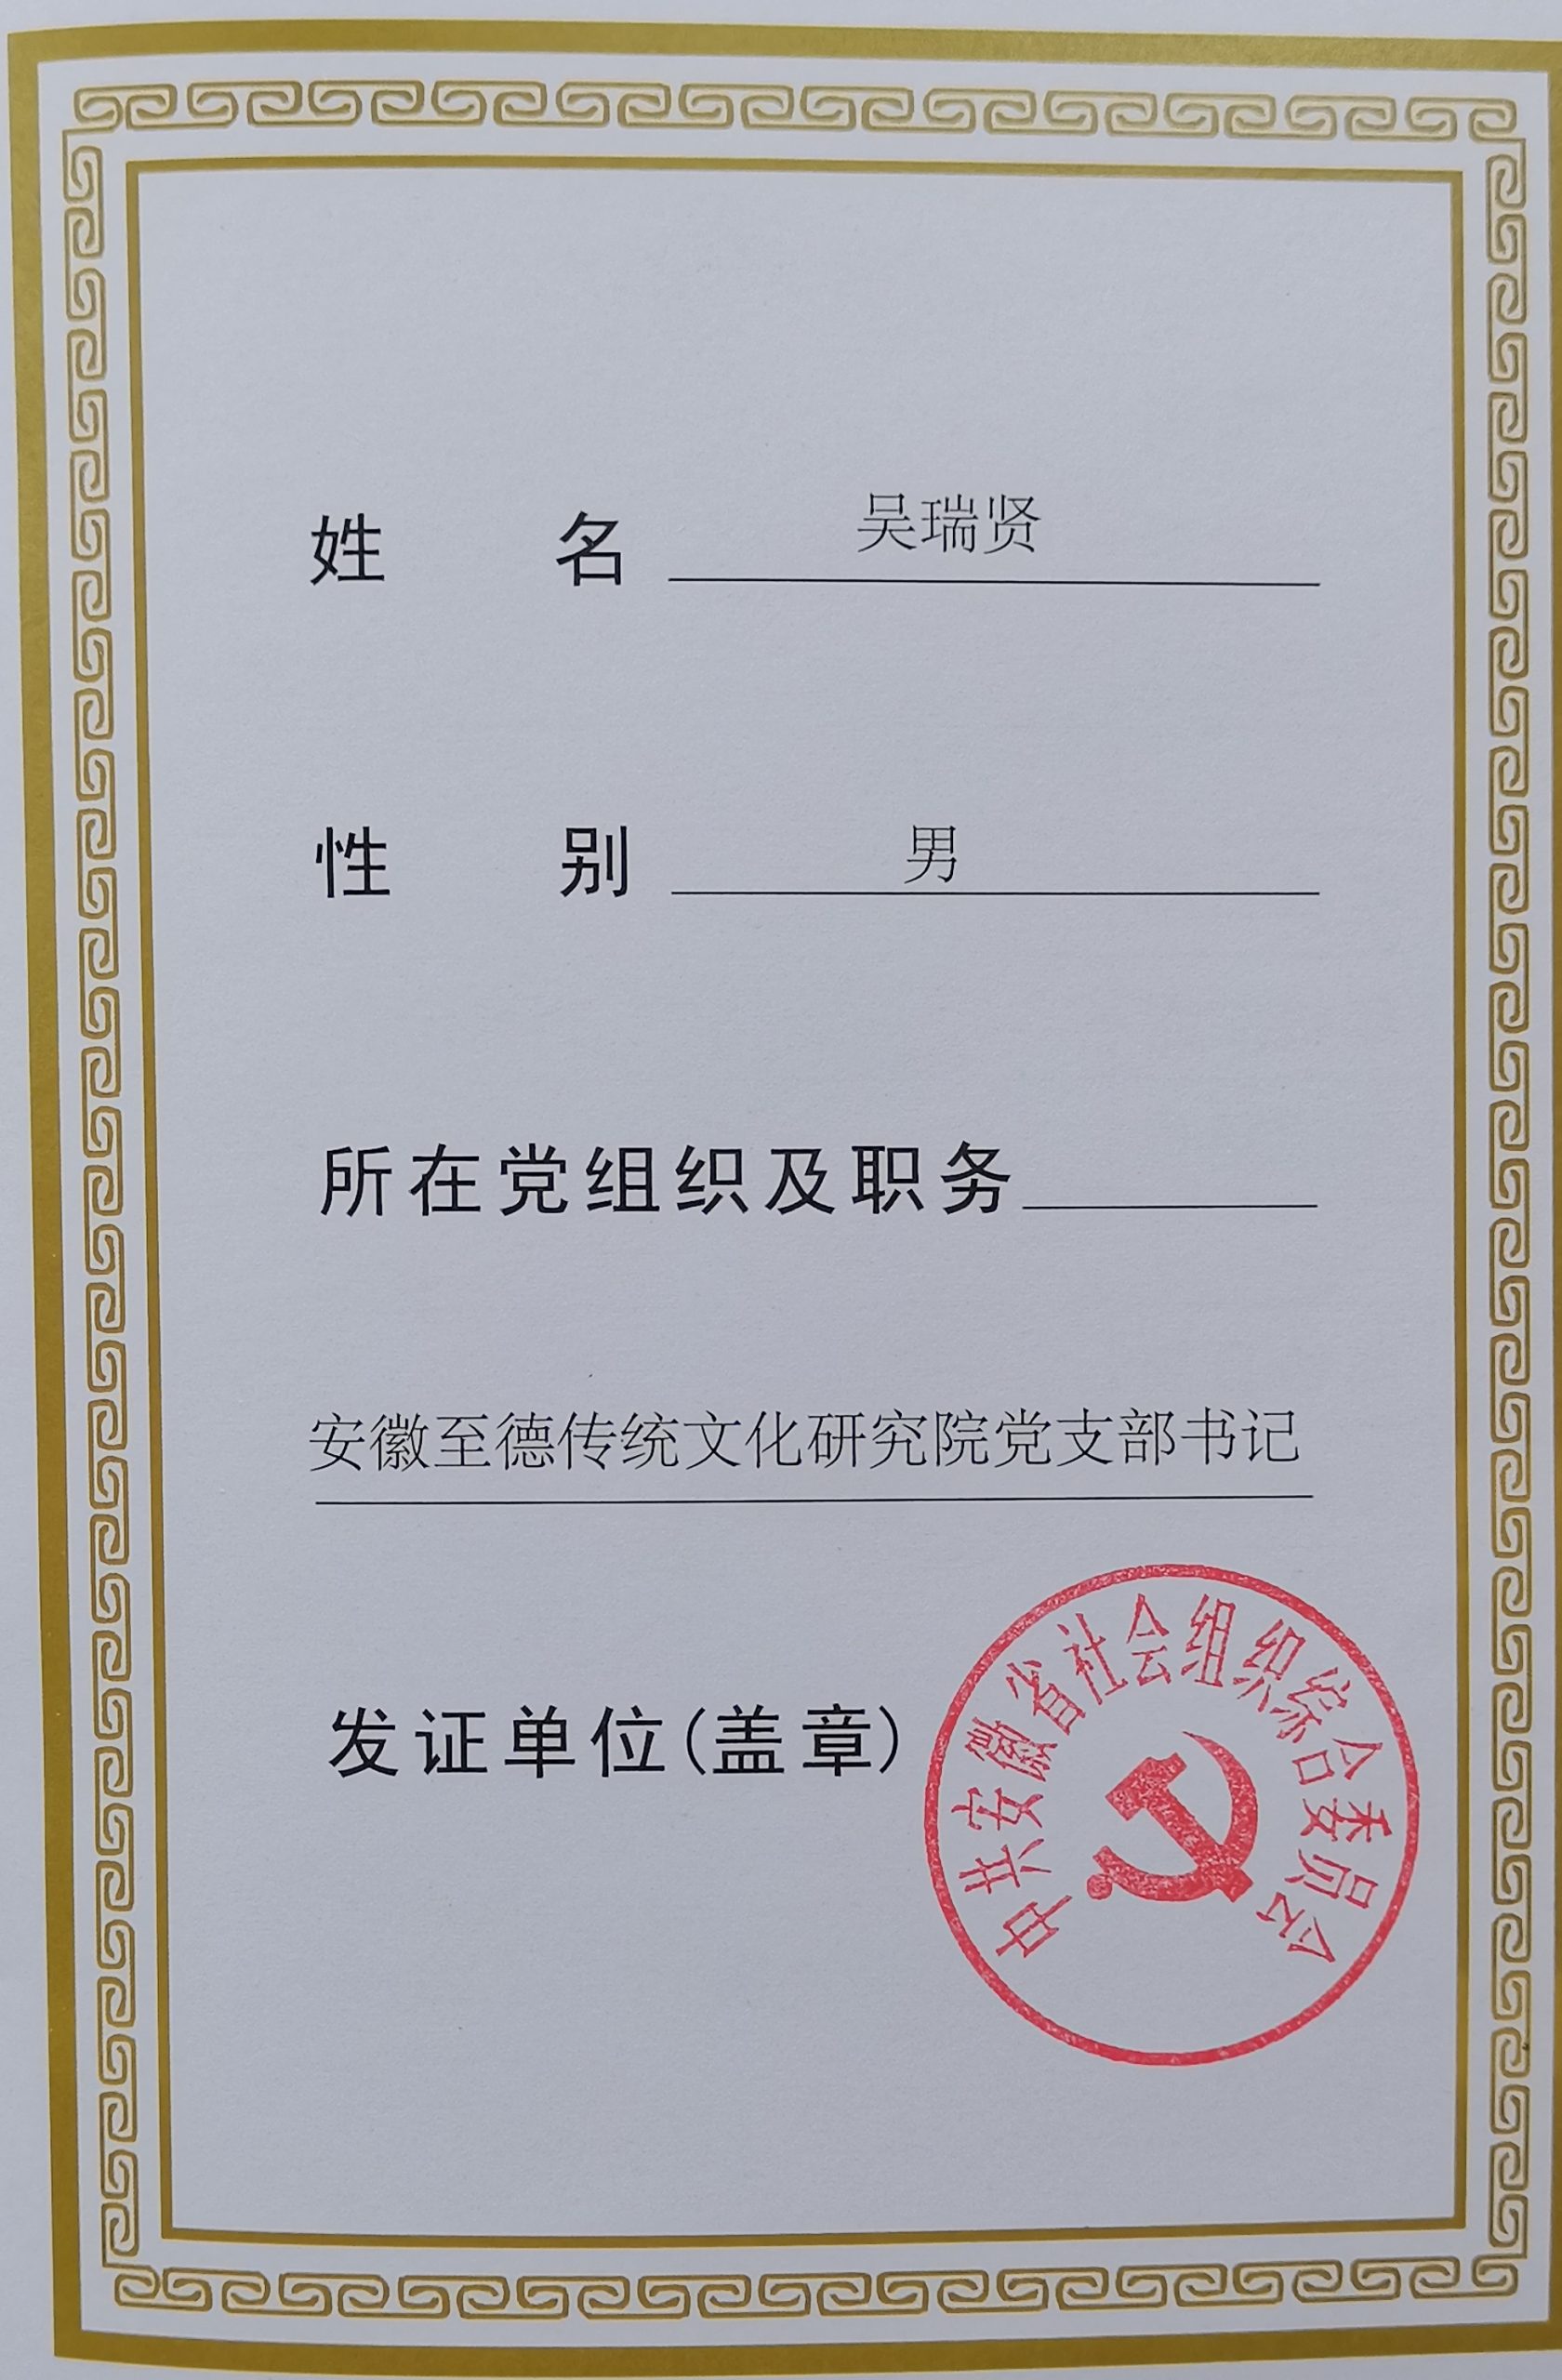 姓名 吴瑞贤
性别 男
所在党组织及职务
安徽至德传统文化研究院党支部书记
发证单位(盖章)
中共安徽省社会组织综合委员会